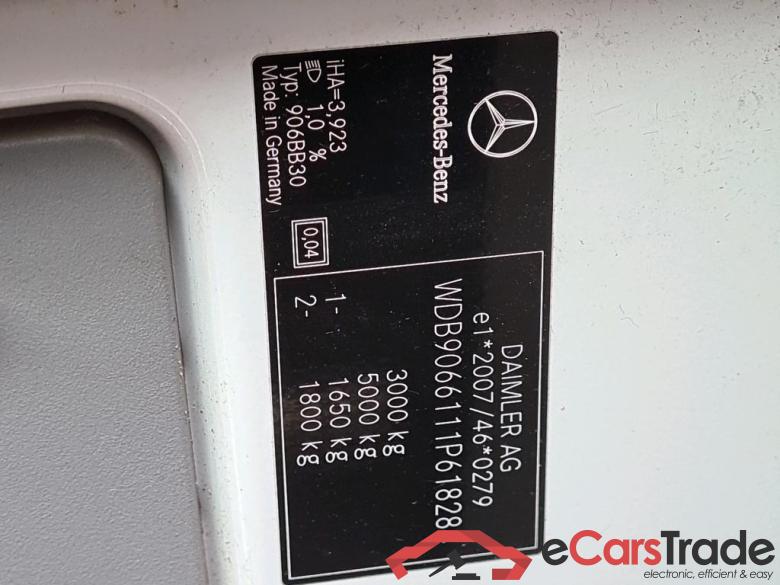 Mercedes-Benz
iHA=3,923
1,0 %
Typ: 906BB30
Made in Germany
0,04
DAIMLER AG
e1*2007/46*0279
WDB9066111P61828
3000 kg
5000 kg
1- 1650 kg
2- 1800 kg
eCarsTrade
electronic, efficient & easy